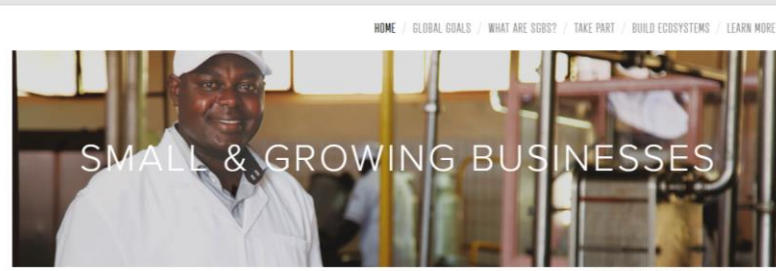 HOME / GLOBAL GOALS / WHAT ARE SGBS? / TAKE PART / BUILD ECOSYSTEMS / LEARN MORE
SMALL & GROWING BUSINESSES